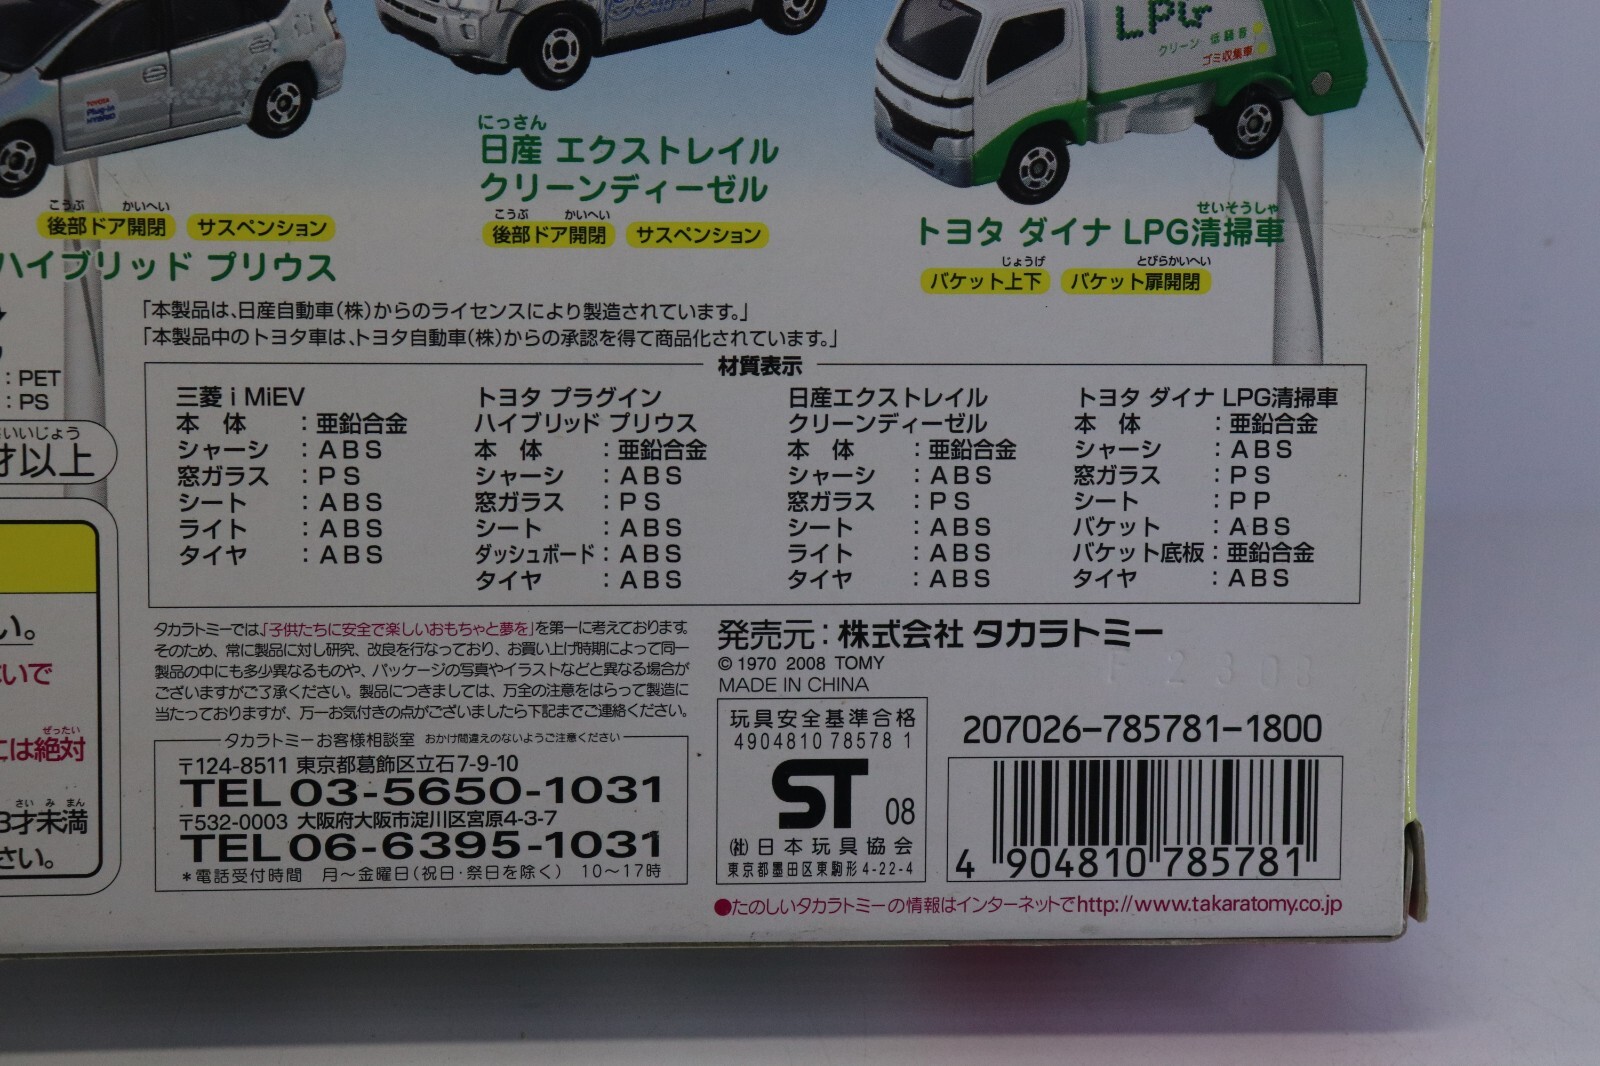 LPG
クリーン 低騒音
ゴミ収集車
TOYOTA
Plug-in
HYBRID
にっさん
日産 エクストレイル
クリーンディーゼル
こうぶ かいへい
後部ドア開閉 サスペンション
こうぶ かいへい
後部ドア開閉 サスペンション
せいそうしゃ
トヨタ ダイナ LPG清掃車
じょうげ とびらかいへい
バケット上下 バケット扉開閉
ハイブリッド プリウス
「本製品は、日産自動車(株)からのライセンスにより製造されています。」
「本製品中のトヨタ車は、トヨタ自動車(株)からの承認を得て商品化されています。」
: PET
: PS
いじょう
才以上
材質表示
三菱 i MiEV
本体 : 亜鉛合金
シャーシ : ABS
窓ガラス : PS
シート : ABS
ライト : ABS
タイヤ : ABS
トヨタ プラグイン
ハイブリッド プリウス
本体 : 亜鉛合金
シャーシ : ABS
窓ガラス : PS
シート : ABS
ダッシュボード : ABS
タイヤ : ABS
日産エクストレイル
クリーンディーゼル
本体 : 亜鉛合金
シャーシ : ABS
窓ガラス : PS
シート : ABS
ライト : ABS
タイヤ : ABS
トヨタ ダイナ LPG清掃車
本体 : 亜鉛合金
シャーシ : ABS
窓ガラス : PS
シート : PP
バケット : ABS
バケット底板 : 亜鉛合金
タイヤ : ABS
い。
いで
ぜったい
には絶対
さい み まん
3才未満
さい。
タカラトミーでは、「子供たちに安全で楽しいおもちゃと夢を」を第一に考えております。
そのため、常に製品に対し研究、改良を行なっており、お買い上げ時期によって同一
製品の中にも多少異なるものや、パッケージの写真やイラストなどと異なる場合が
ございますがご了承ください。製品につきましては、万全の注意をはらって製造に
当たっておりますが、万一お気付きの点がございましたら下記までご連絡ください。
タカラトミーお客様相談室 おかけ間違えのないようご注意ください
〒124-8511 東京都葛飾区立石7-9-10
TEL 03-5650-1031
〒532-0003 大阪府大阪市淀川区宮原4-3-7
TEL 06-6395-1031
*電話受付時間 月～金曜日(祝日・祭日を除く) 10～17時
発売元:株式会社 タカラトミー
© 1970 2008 TOMY
MADE IN CHINA
玩具安全基準合格
4904810 78578 1
ST 08
(社)日本玩具協会
東京都墨田区東駒形4-22-4
207026-785781-1800
4 904810 785781
●たのしいタカラトミーの情報はインターネットでhttp://www.takaratomy.co.jp